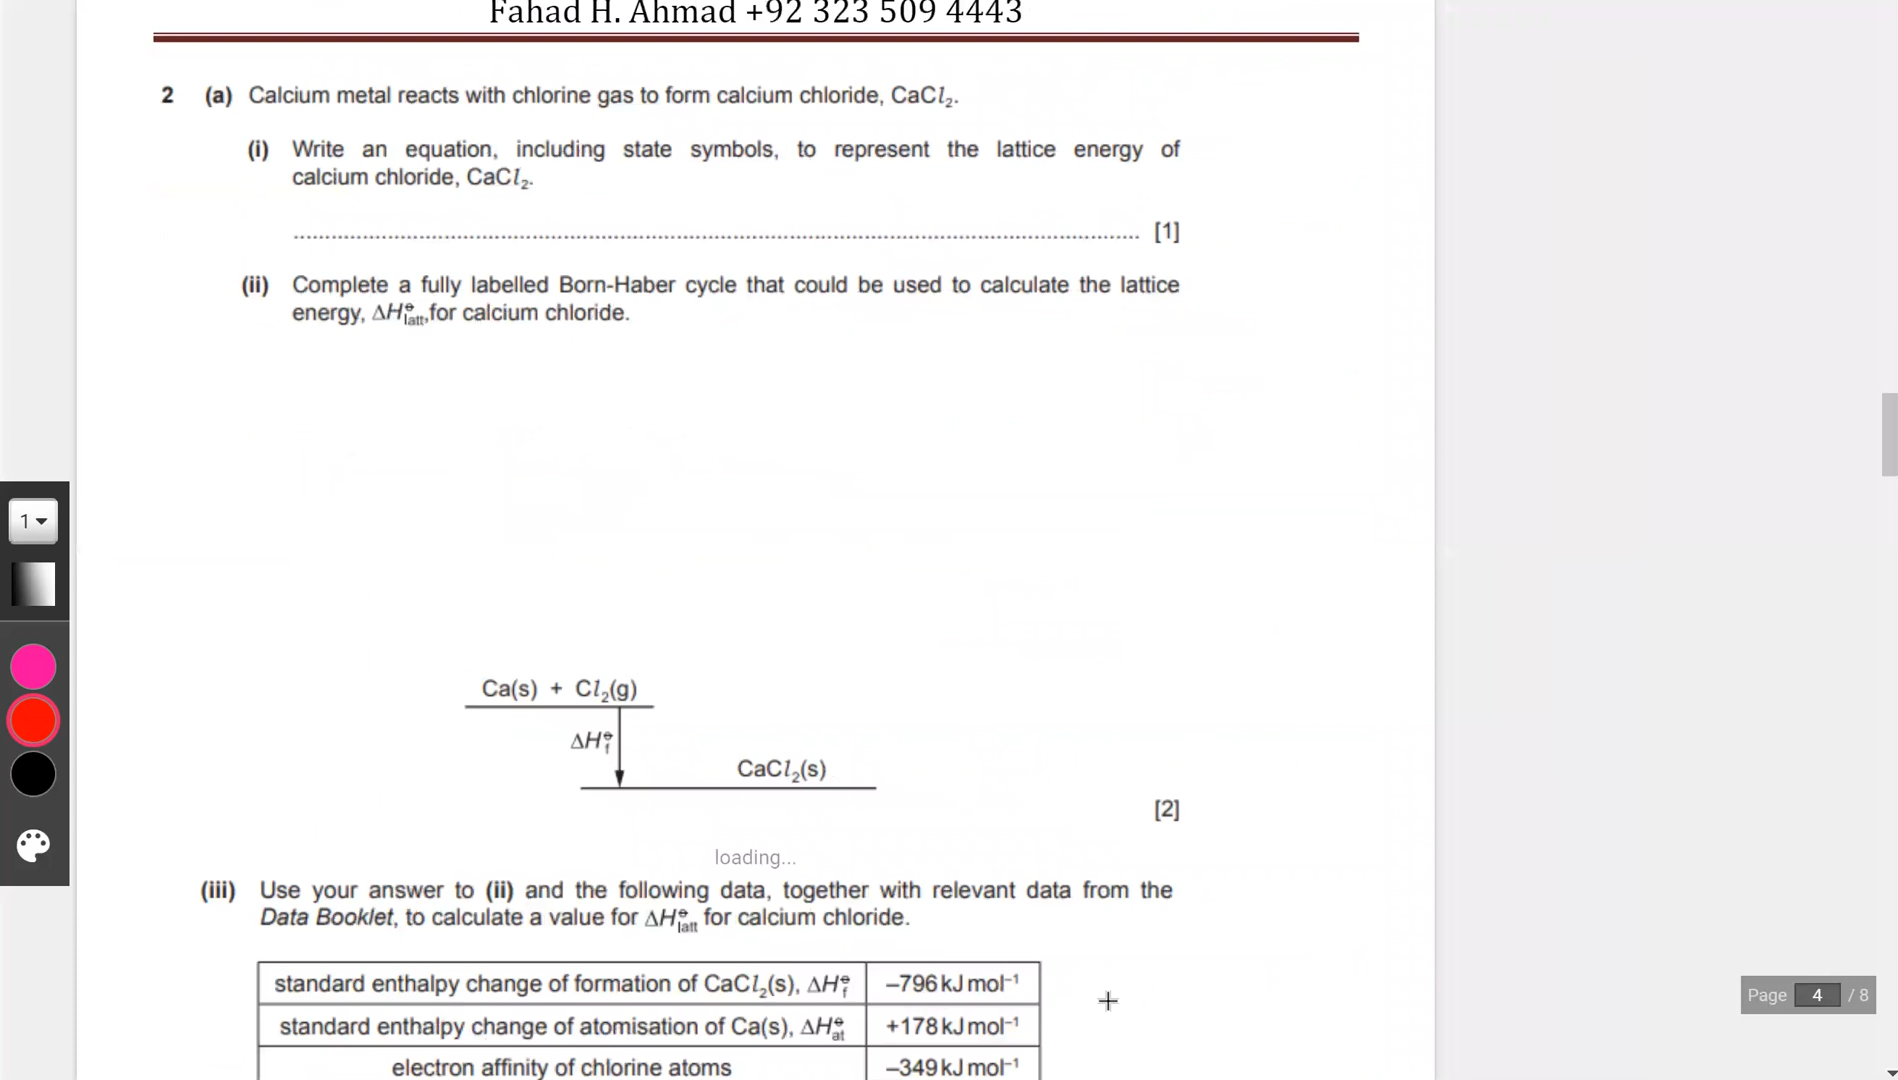 Fahad H. Ahmad +92 323 509 4443
2 (a) Calcium metal reacts with chlorine gas to form calcium chloride, CaCl₂.
(i) Write an equation, including state symbols, to represent the lattice energy of
calcium chloride, CaCl₂.
[1]
(ii) Complete a fully labelled Born-Haber cycle that could be used to calculate the lattice
energy, ΔH⦵latt, for calcium chloride.
Ca(s) + Cl₂(g)
ΔH⦵f
CaCl₂(s)
[2]
loading...
(iii) Use your answer to (ii) and the following data, together with relevant data from the
Data Booklet, to calculate a value for ΔH⦵latt for calcium chloride.
standard enthalpy change of formation of CaCl₂(s), ΔH⦵f –796 kJ mol⁻¹
standard enthalpy change of atomisation of Ca(s), ΔH⦵at +178 kJ mol⁻¹
electron affinity of chlorine atoms –349 kJ mol⁻¹
1
Page 4 / 8